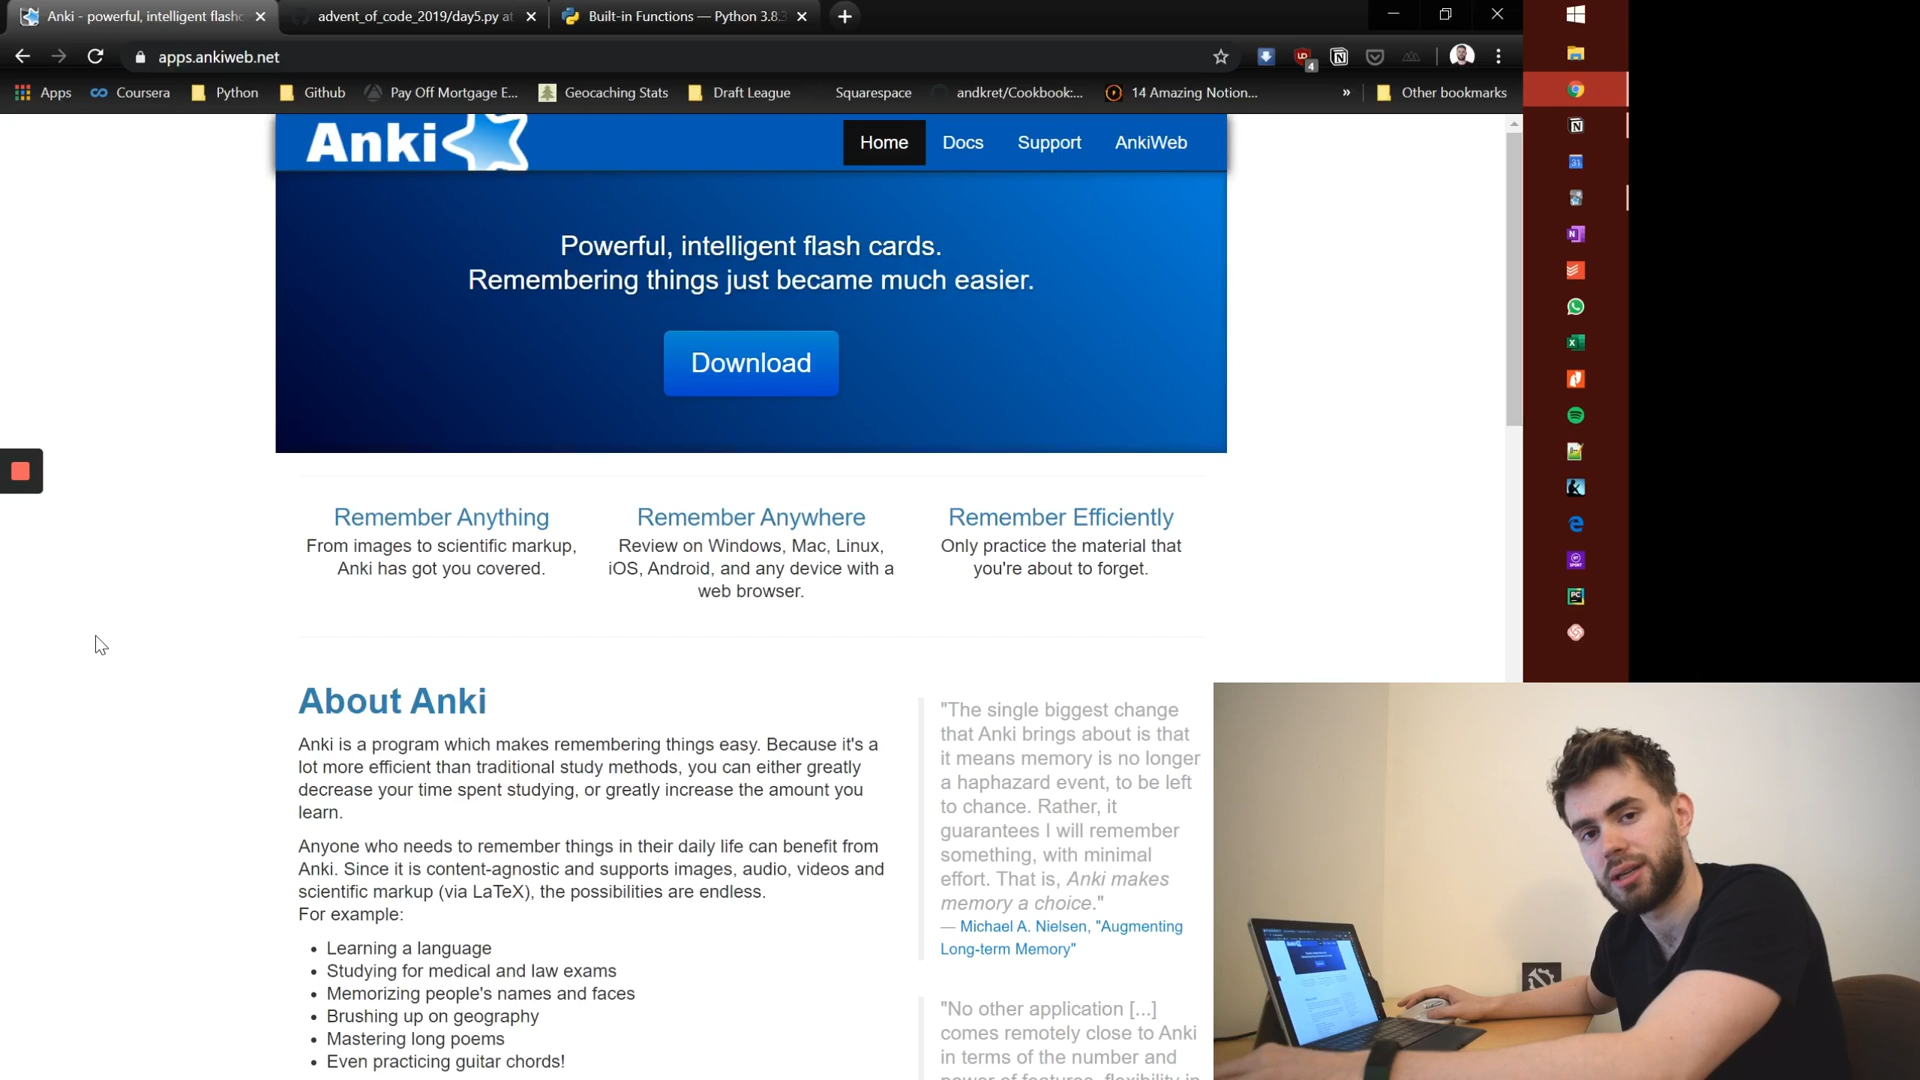 Anki - powerful, intelligent flashc
advent_of_code_2019/day5.py at
Built-in Functions — Python 3.8.3
apps.ankiweb.net
4
Apps
Coursera
Python
Github
Pay Off Mortgage E...
Geocaching Stats
Draft League
Squarespace
andkret/Cookbook:...
14 Amazing Notion...
»
Other bookmarks
Anki
Home
Docs
Support
AnkiWeb
Powerful, intelligent flash cards.
Remembering things just became much easier.
Download
Remember Anything
From images to scientific markup,
Anki has got you covered.
Remember Anywhere
Review on Windows, Mac, Linux,
iOS, Android, and any device with a
web browser.
Remember Efficiently
Only practice the material that
you're about to forget.
About Anki
Anki is a program which makes remembering things easy. Because it's a
lot more efficient than traditional study methods, you can either greatly
decrease your time spent studying, or greatly increase the amount you
learn.
Anyone who needs to remember things in their daily life can benefit from
Anki. Since it is content-agnostic and supports images, audio, videos and
scientific markup (via LaTeX), the possibilities are endless.
For example:
• Learning a language
• Studying for medical and law exams
• Memorizing people's names and faces
• Brushing up on geography
• Mastering long poems
• Even practicing guitar chords!
"The single biggest change
that Anki brings about is that
it means memory is no longer
a haphazard event, to be left
to chance. Rather, it
guarantees I will remember
something, with minimal
effort. That is, Anki makes
memory a choice."
— Michael A. Nielsen, "Augmenting
Long-term Memory"
"No other application [...]
comes remotely close to Anki
in terms of the number and
power of features, flexibility in
31
N
PC